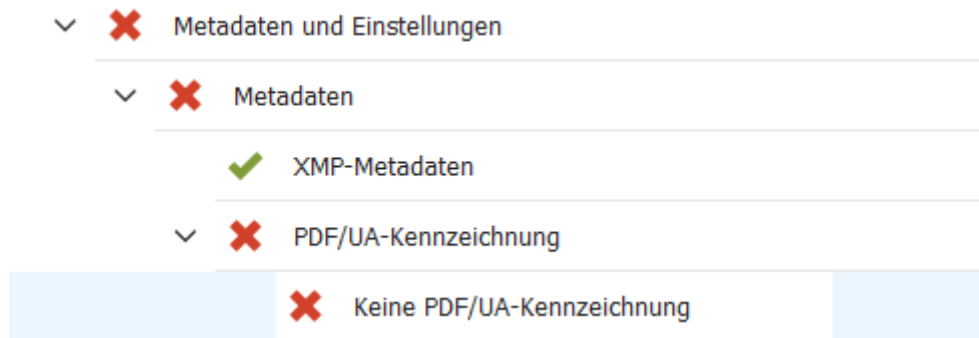 Metadaten und Einstellungen
Metadaten
XMP-Metadaten
PDF/UA-Kennzeichnung
Keine PDF/UA-Kennzeichnung